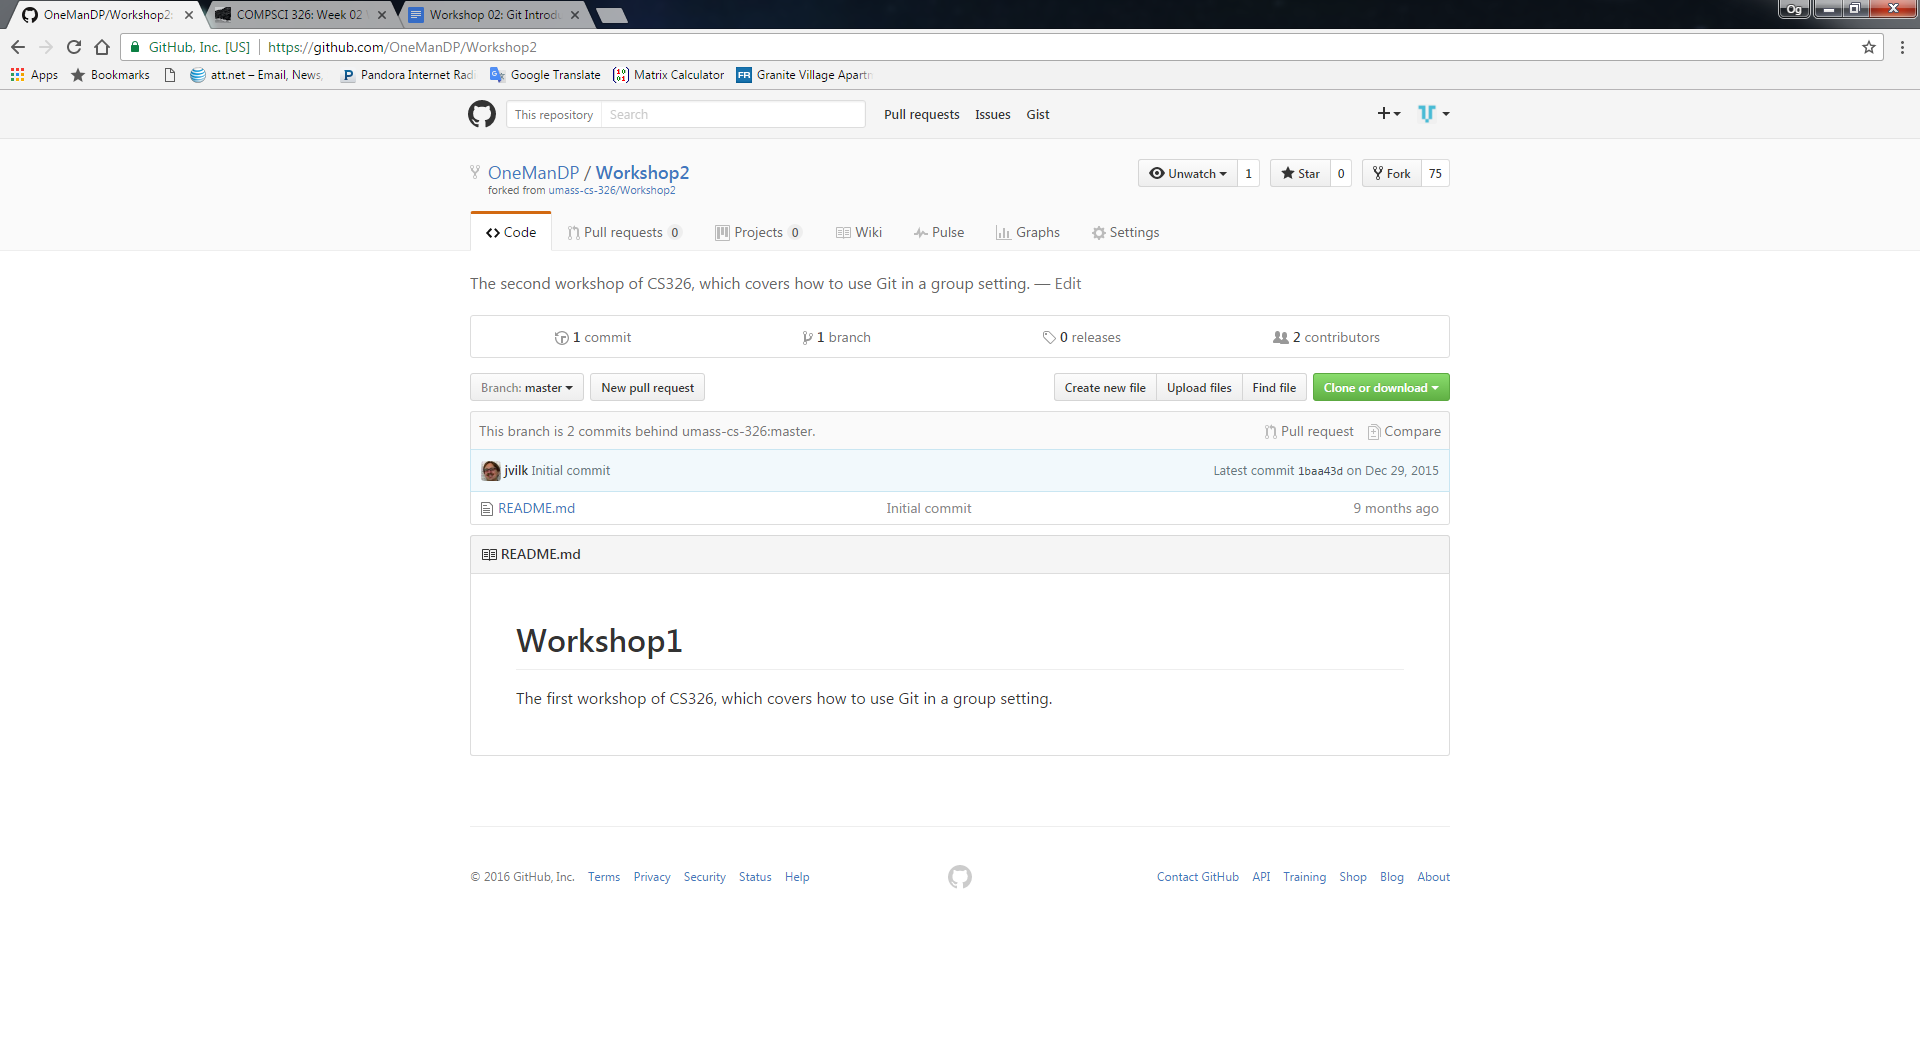 OneManDP/Workshop2: COMPSCI 326: Week 02 Workshop 02: Git Introdu Og
GitHub, Inc. [US] https://github.com/OneManDP/Workshop2
Apps Bookmarks att.net – Email, News, Pandora Internet Radi Google Translate Matrix Calculator FR Granite Village Apartm
This repository Search Pull requests Issues Gist
OneManDP / Workshop2 Unwatch 1 Star 0 Fork 75
forked from umass-cs-326/Workshop2
Code Pull requests 0 Projects 0 Wiki Pulse Graphs Settings
The second workshop of CS326, which covers how to use Git in a group setting. — Edit
1 commit 1 branch 0 releases 2 contributors
Branch: master New pull request Create new file Upload files Find file Clone or download
This branch is 2 commits behind umass-cs-326:master. Pull request Compare
jvilk Initial commit Latest commit 1baa43d on Dec 29, 2015
README.md Initial commit 9 months ago
README.md
Workshop1
The first workshop of CS326, which covers how to use Git in a group setting.
© 2016 GitHub, Inc. Terms Privacy Security Status Help Contact GitHub API Training Shop Blog About